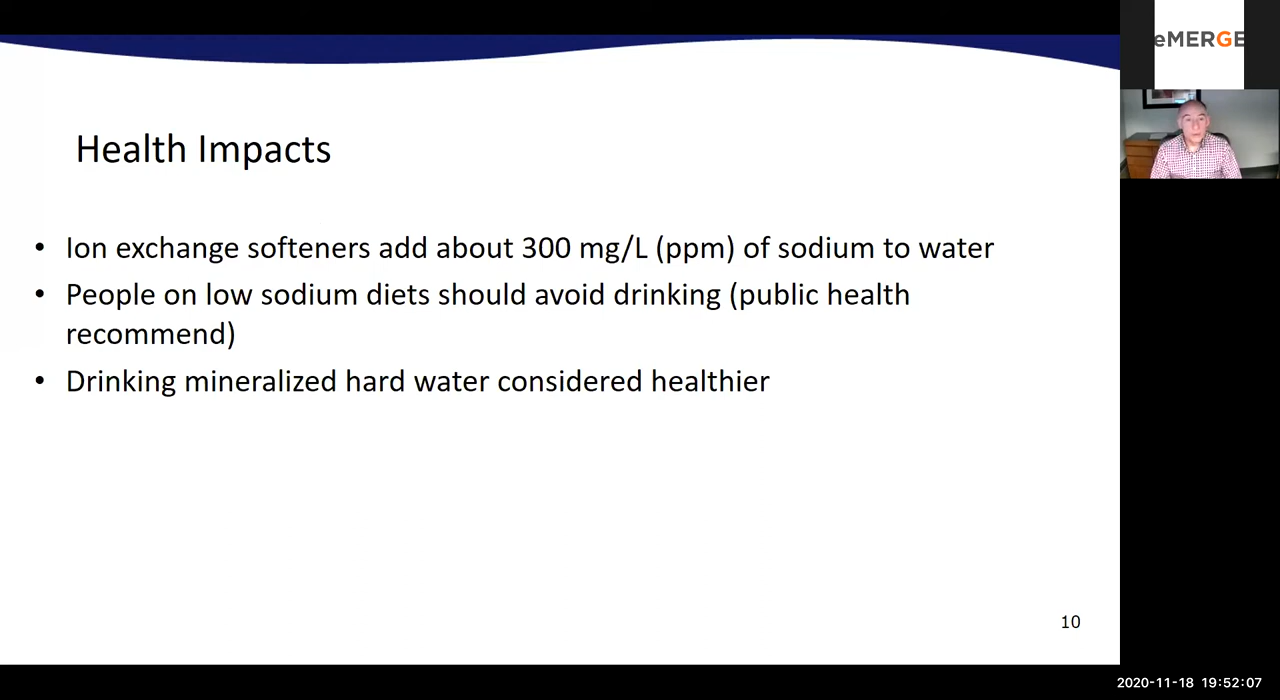 eMERGE
Health Impacts
• Ion exchange softeners add about 300 mg/L (ppm) of sodium to water
• People on low sodium diets should avoid drinking (public health
recommend)
• Drinking mineralized hard water considered healthier
10
2020-11-18 19:52:07